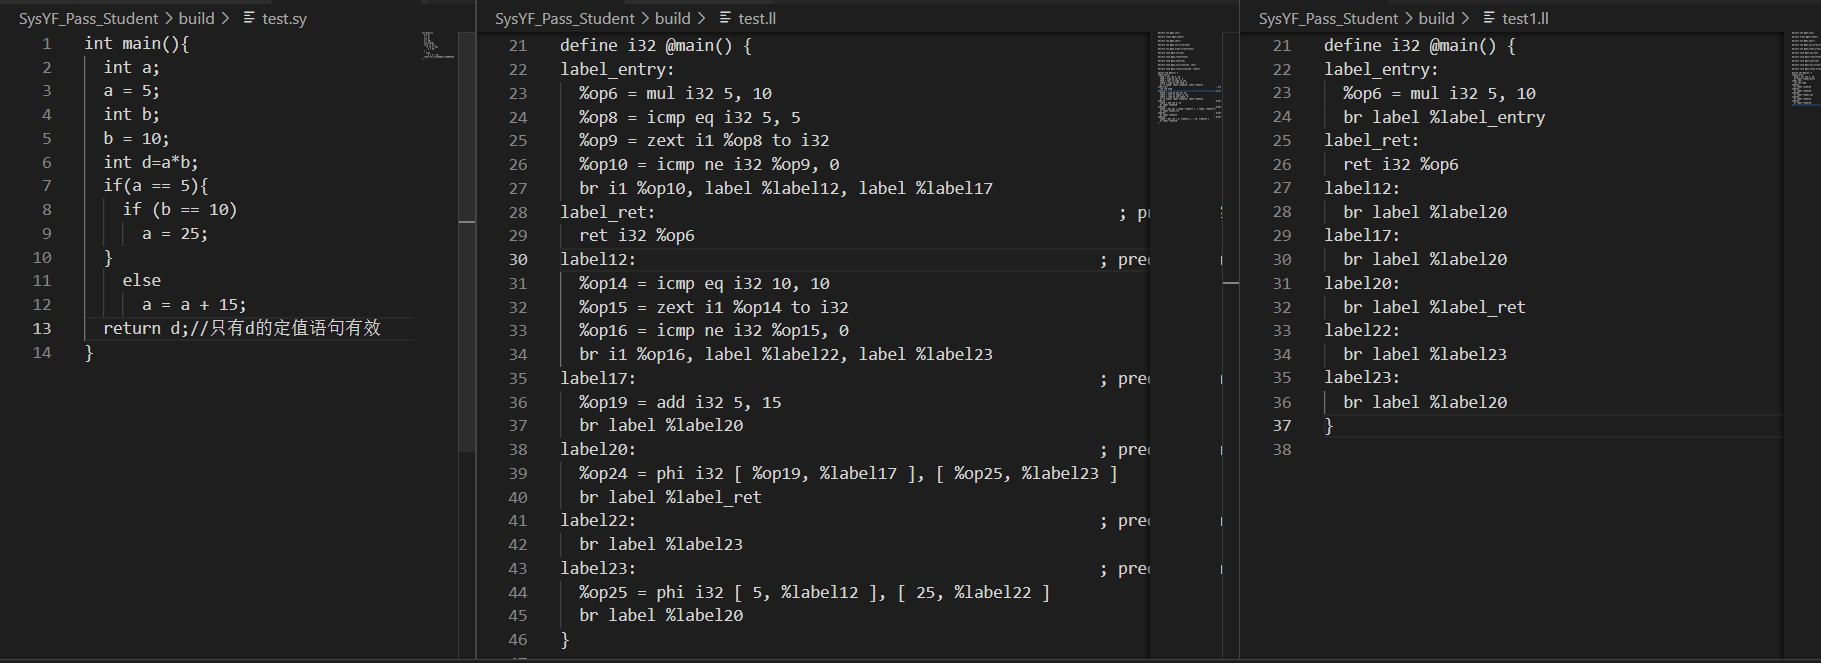 SysYF_Pass_Student > build > test.sy
1 int main(){
2 int a;
3 a = 5;
4 int b;
5 b = 10;
6 int d=a*b;
7 if(a == 5){
8 if (b == 10)
9 a = 25;
10 }
11 else
12 a = a + 15;
13 return d;//只有d的定值语句有效
14 }
SysYF_Pass_Student > build > test.ll
21 define i32 @main() {
22 label_entry:
23 %op6 = mul i32 5, 10
24 %op8 = icmp eq i32 5, 5
25 %op9 = zext i1 %op8 to i32
26 %op10 = icmp ne i32 %op9, 0
27 br i1 %op10, label %label12, label %label17
28 label_ret: ;
29 ret i32 %op6
30 label12: ;
31 %op14 = icmp eq i32 10, 10
32 %op15 = zext i1 %op14 to i32
33 %op16 = icmp ne i32 %op15, 0
34 br i1 %op16, label %label22, label %label23
35 label17: ;
36 %op19 = add i32 5, 15
37 br label %label20
38 label20: ;
39 %op24 = phi i32 [ %op19, %label17 ], [ %op25, %label23 ]
40 br label %label_ret
41 label22: ;
42 br label %label23
43 label23: ;
44 %op25 = phi i32 [ 5, %label12 ], [ 25, %label22 ]
45 br label %label20
46 }
SysYF_Pass_Student > build > test1.ll
21 define i32 @main() {
22 label_entry:
23 %op6 = mul i32 5, 10
24 br label %label_entry
25 label_ret:
26 ret i32 %op6
27 label12:
28 br label %label20
29 label17:
30 br label %label20
31 label20:
32 br label %label_ret
33 label22:
34 br label %label23
35 label23:
36 br label %label20
37 }
38